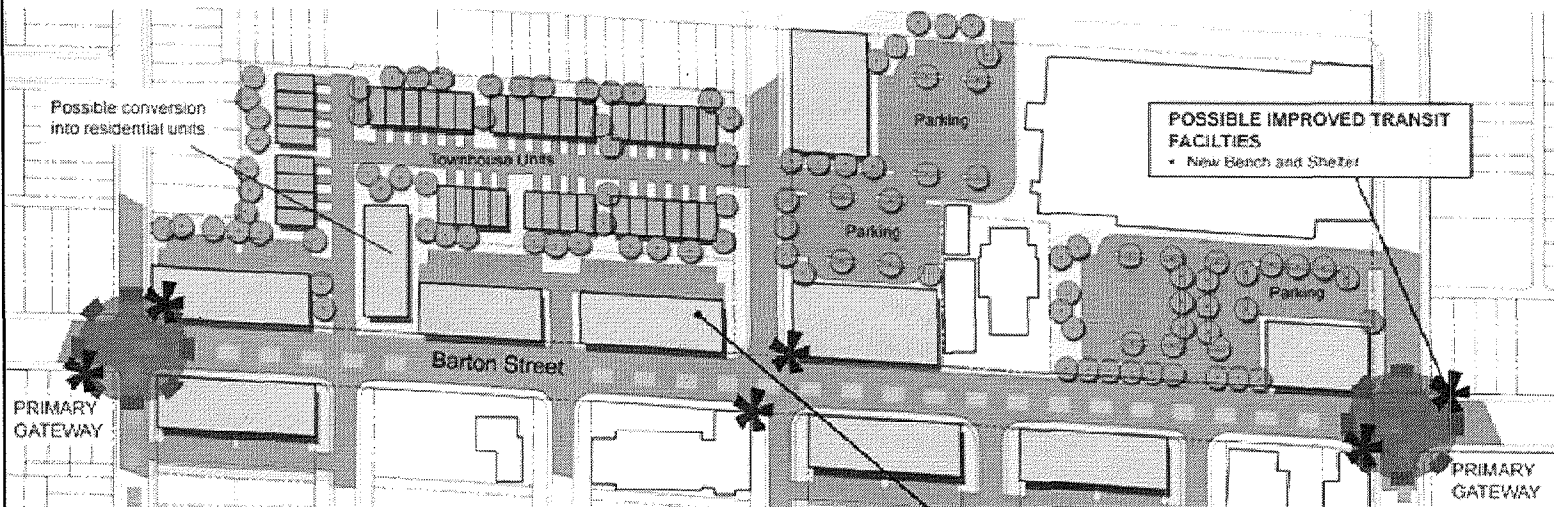 Possible conversion
into residential units
Townhouse Units
Parking
POSSIBLE IMPROVED TRANSIT
FACILTIES
• New Bench and Shelter
Parking
Parking
Barton Street
PRIMARY
GATEWAY
PRIMARY
GATEWAY